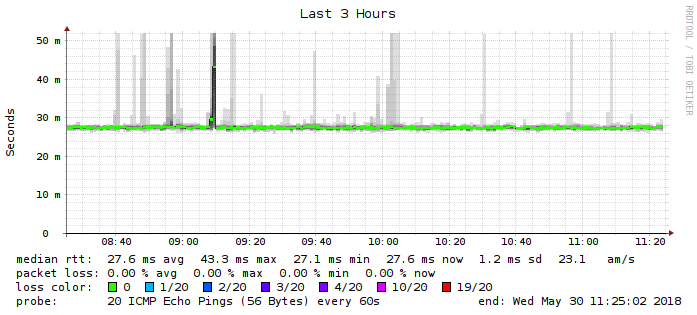 Last 3 Hours
RRDTOOL / TOBI OETIKER
Seconds
50 m
40 m
30 m
20 m
10 m
0
08:40 09:00 09:20 09:40 10:00 10:20 10:40 11:00 11:20
median rtt: 27.6 ms avg 43.3 ms max 27.1 ms min 27.6 ms now 1.2 ms sd 23.1 am/s
packet loss: 0.00 % avg 0.00 % max 0.00 % min 0.00 % now
loss color: 0 1/20 2/20 3/20 4/20 10/20 19/20
probe: 20 ICMP Echo Pings (56 Bytes) every 60s end: Wed May 30 11:25:02 2018